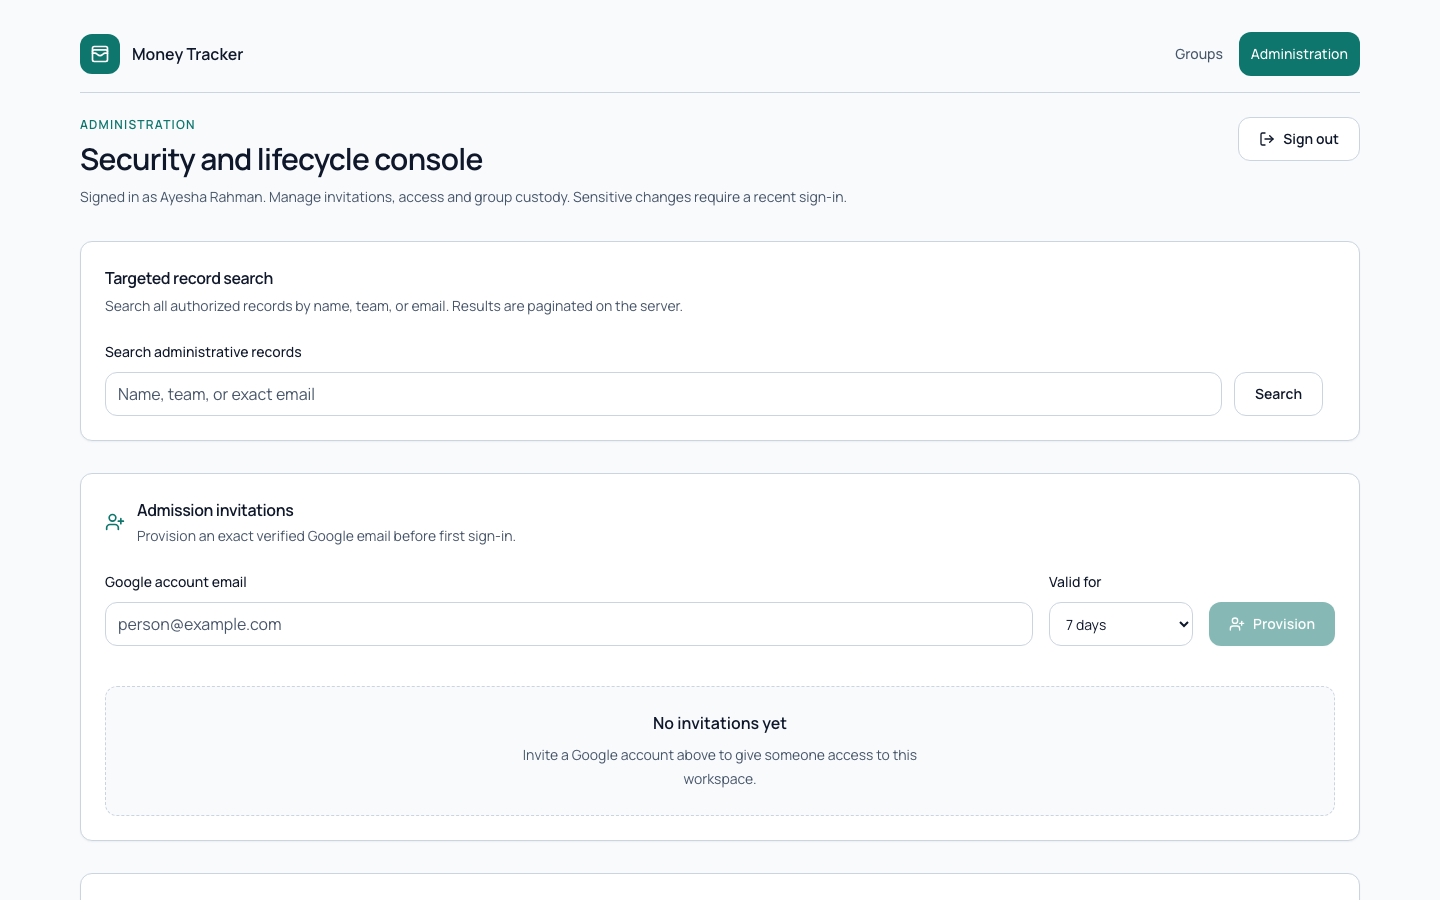 Money Tracker
Groups
Administration
ADMINISTRATION
Security and lifecycle console
Signed in as Ayesha Rahman. Manage invitations, access and group custody. Sensitive changes require a recent sign-in.
Sign out
Targeted record search
Search all authorized records by name, team, or email. Results are paginated on the server.
Search administrative records
Name, team, or exact email
Search
Admission invitations
Provision an exact verified Google email before first sign-in.
Google account email
Valid for
person@example.com
7 days
Provision
No invitations yet
Invite a Google account above to give someone access to this
workspace.